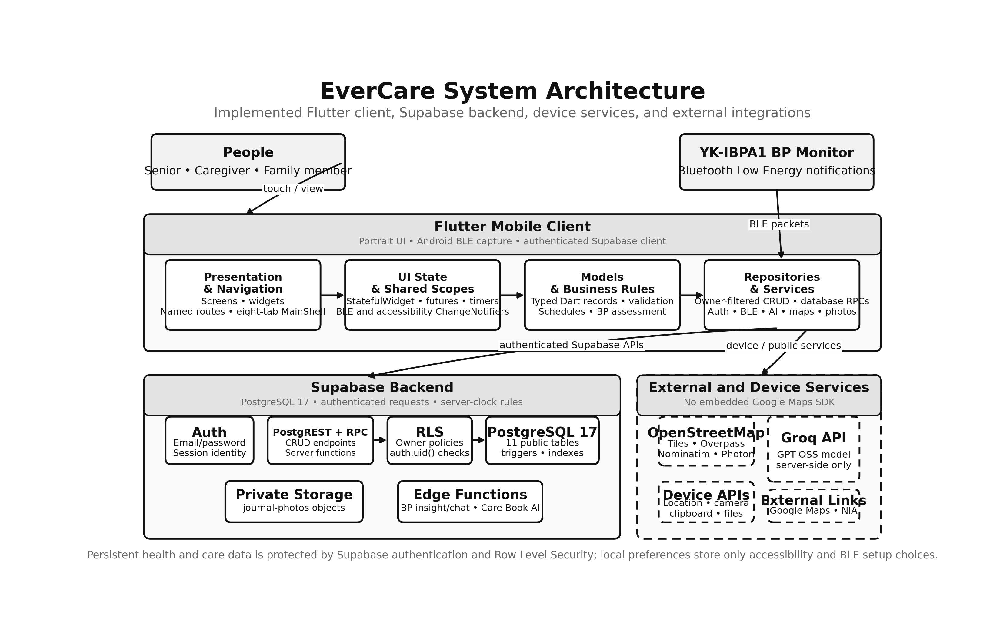 EverCare System Architecture
Implemented Flutter client, Supabase backend, device services, and external integrations
People
Senior • Caregiver • Family member
YK-IBPA1 BP Monitor
Bluetooth Low Energy notifications
touch / view
BLE packets
Flutter Mobile Client
Portrait UI • Android BLE capture • authenticated Supabase client
Presentation
& Navigation
Screens • widgets
Named routes • eight-tab MainShell
UI State
& Shared Scopes
StatefulWidget • futures • timers
BLE and accessibility ChangeNotifiers
Models
& Business Rules
Typed Dart records • validation
Schedules • BP assessment
Repositories
& Services
Owner-filtered CRUD • database RPCs
Auth • BLE • AI • maps • photos
authenticated Supabase APIs
device / public services
Supabase Backend
PostgreSQL 17 • authenticated requests • server-clock rules
Auth
Email/password
Session identity
PostgREST + RPC
CRUD endpoints
Server functions
RLS
Owner policies
auth.uid() checks
PostgreSQL 17
11 public tables
triggers • indexes
Private Storage
journal-photos objects
Edge Functions
BP insight/chat • Care Book AI
External and Device Services
No embedded Google Maps SDK
OpenStreetMap
Tiles • Overpass
Nominatim • Photon
Groq API
GPT-OSS model
server-side only
Device APIs
Location • camera
clipboard • files
External Links
Google Maps • NIA
Persistent health and care data is protected by Supabase authentication and Row Level Security; local preferences store only accessibility and BLE setup choices.